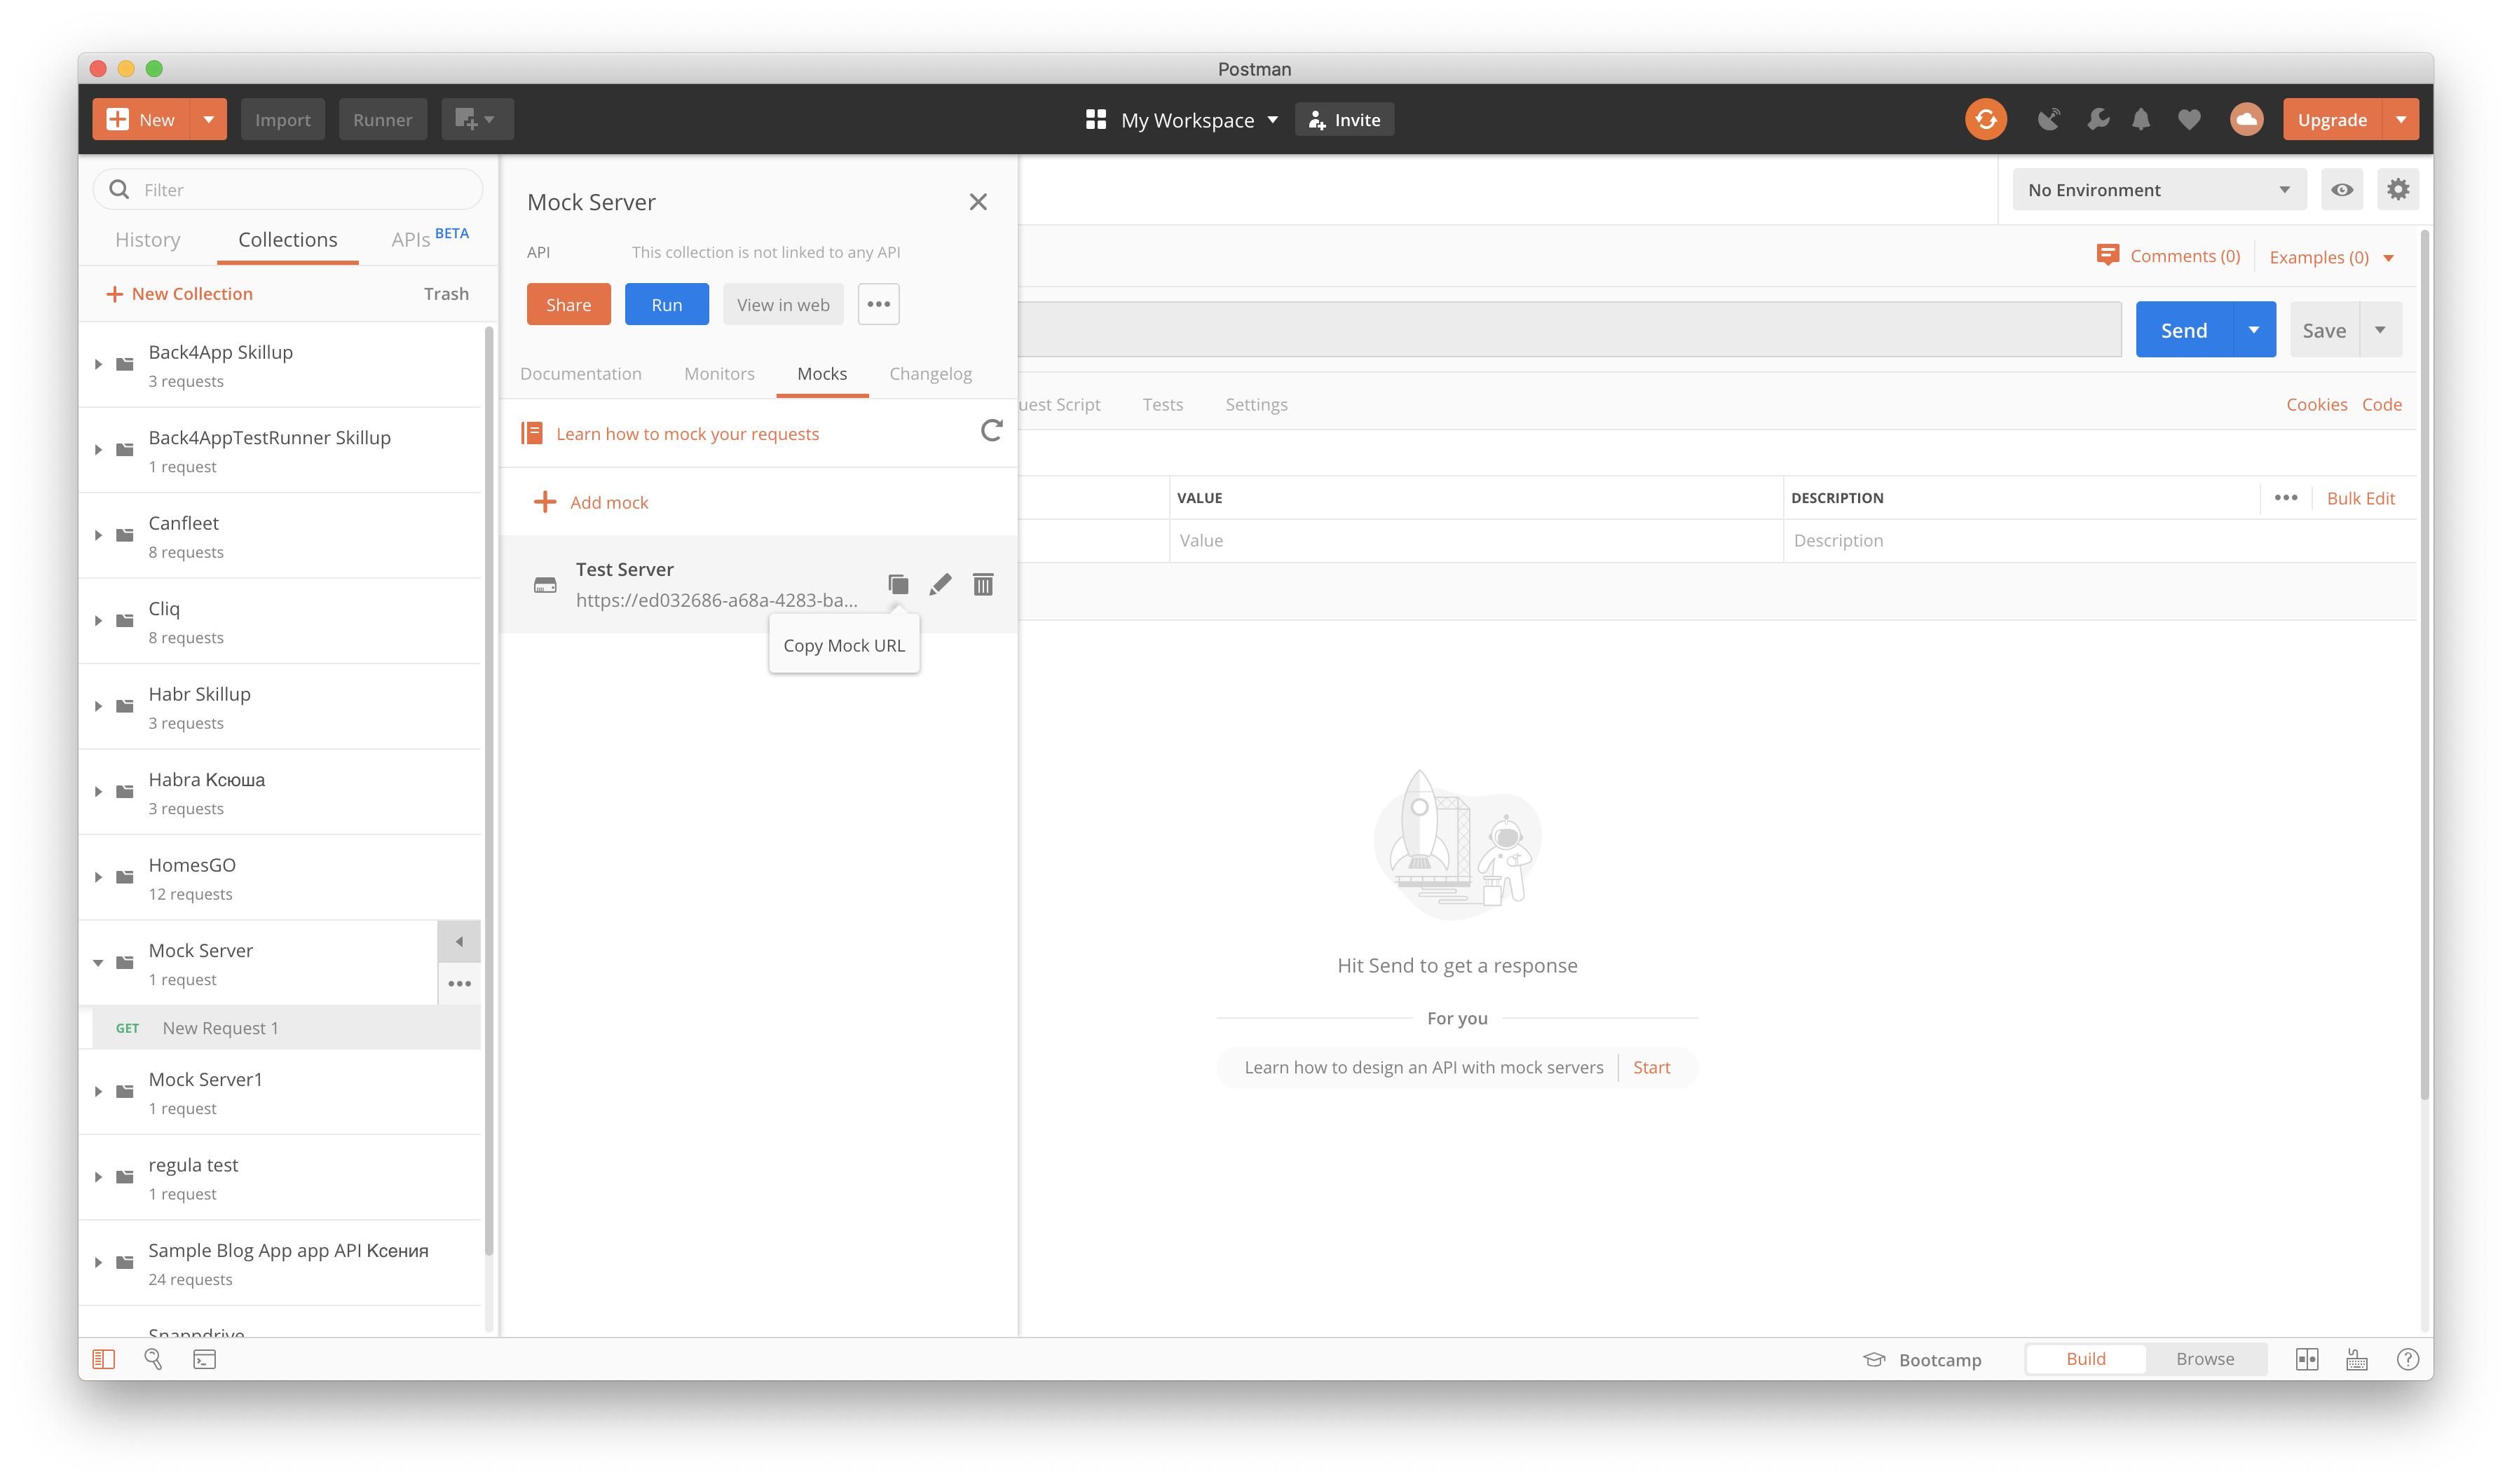 Postman
New
Import
Runner
My Workspace
Invite
Upgrade
Filter
History
Collections
APIs BETA
New Collection
Trash
Back4App Skillup
3 requests
Back4AppTestRunner Skillup
1 request
Canfleet
8 requests
Cliq
8 requests
Habr Skillup
3 requests
Habra Ксюша
3 requests
HomesGO
12 requests
Mock Server
1 request
GET New Request 1
Mock Server1
1 request
regula test
1 request
Sample Blog App app API Ксения
24 requests
Snappdrive
Mock Server
API
This collection is not linked to any API
Share
Run
View in web
Documentation
Monitors
Mocks
Changelog
Learn how to mock your requests
Add mock
Test Server
https://ed032686-a68a-4283-ba...
Copy Mock URL
No Environment
Comments (0)
Examples (0)
Send
Save
uest Script
Tests
Settings
Cookies
Code
VALUE
DESCRIPTION
Bulk Edit
Value
Description
Hit Send to get a response
For you
Learn how to design an API with mock servers
Start
Bootcamp
Build
Browse